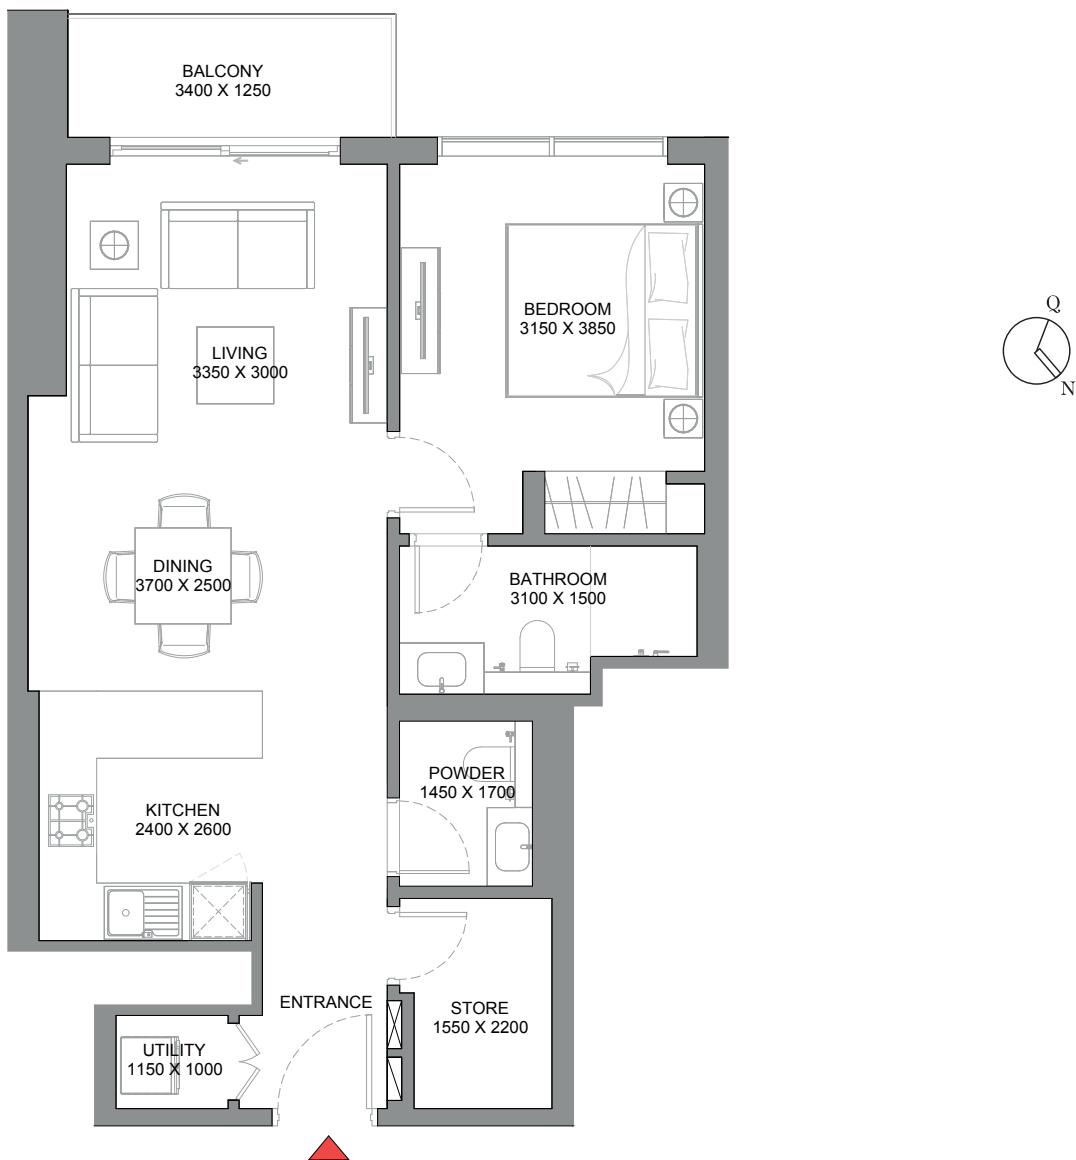 BALCONY
3400 X 1250
BEDROOM
3150 X 3850
LIVING
3350 X 3000
Q
N
DINING
3700 X 2500
BATHROOM
3100 X 1500
POWDER
1450 X 1700
KITCHEN
2400 X 2600
ENTRANCE
STORE
1550 X 2200
UTILITY
1150 X 1000